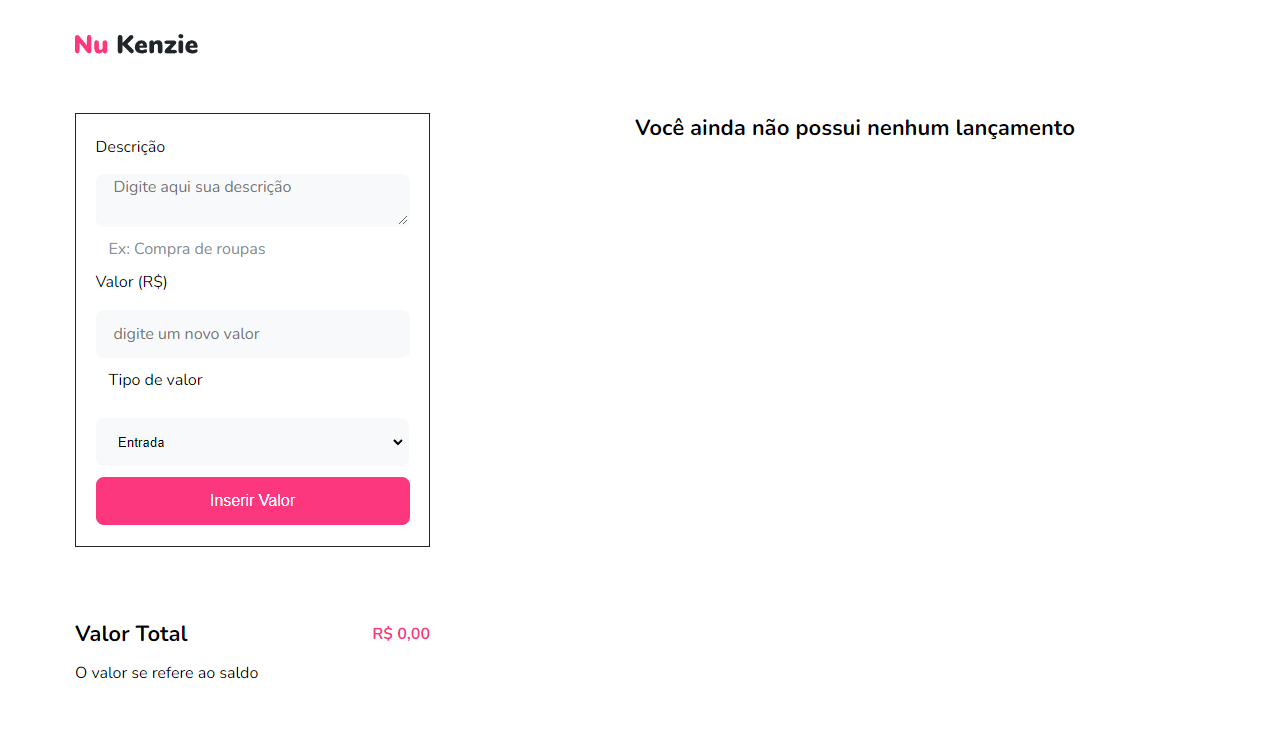 Nu Kenzie
Descrição
Digite aqui sua descrição
Ex: Compra de roupas
Valor (R$)
digite um novo valor
Tipo de valor
Entrada
Inserir Valor
Valor Total R$ 0,00
O valor se refere ao saldo
Você ainda não possui nenhum lançamento